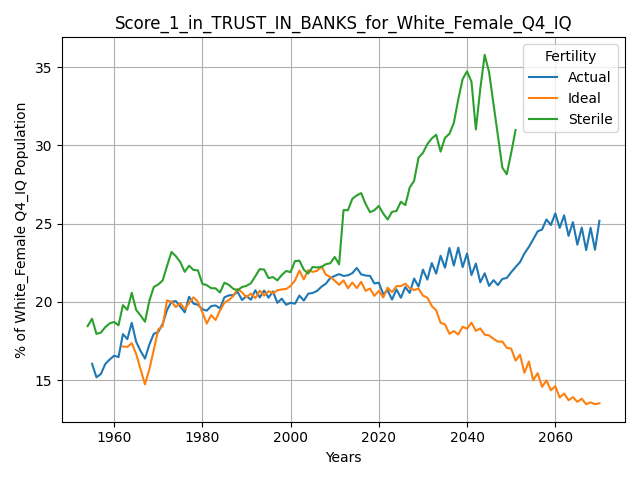 Score_1_in_TRUST_IN_BANKS_for_White_Female_Q4_IQ
Fertility
Actual
Ideal
Sterile
% of White_Female Q4_IQ Population
35
30
25
20
15
1960
1980
2000
2020
2040
2060
Years